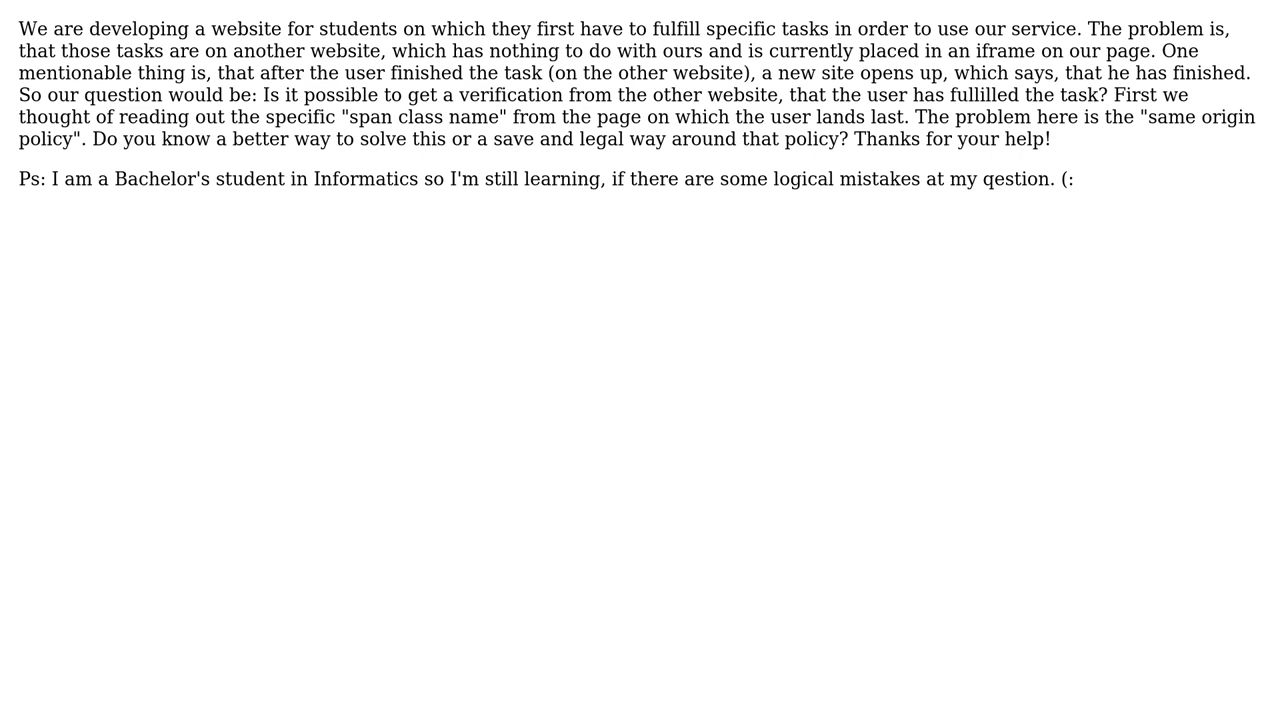 We are developing a website for students on which they first have to fulfill specific tasks in order to use our service. The problem is,
that those tasks are on another website, which has nothing to do with ours and is currently placed in an iframe on our page. One
mentionable thing is, that after the user finished the task (on the other website), a new site opens up, which says, that he has finished.
So our question would be: Is it possible to get a verification from the other website, that the user has fullilled the task? First we
thought of reading out the specific "span class name" from the page on which the user lands last. The problem here is the "same origin
policy". Do you know a better way to solve this or a save and legal way around that policy? Thanks for your help!
Ps: I am a Bachelor's student in Informatics so I'm still learning, if there are some logical mistakes at my qestion. (: